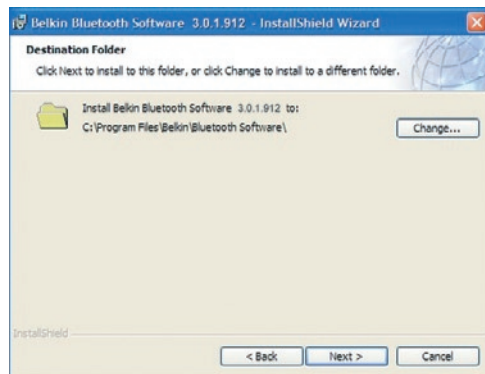 Belkin Bluetooth Software 3.0.1.912 - InstallShield Wizard
Destination Folder
Click Next to install to this folder, or click Change to install to a different folder.
Install Belkin Bluetooth Software 3.0.1.912 to:
C:\Program Files\Belkin\Bluetooth Software\
Change...
InstallShield
< Back
Next >
Cancel